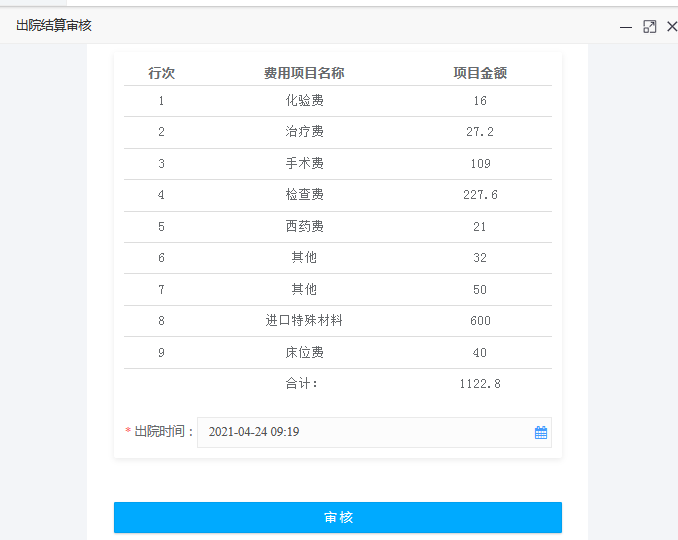 出院结算审核
行次 费用项目名称 项目金额
1 化验费 16
2 治疗费 27.2
3 手术费 109
4 检查费 227.6
5 西药费 21
6 其他 32
7 其他 50
8 进口特殊材料 600
9 床位费 40
合计： 1122.8
* 出院时间： 2021-04-24 09:19
审核